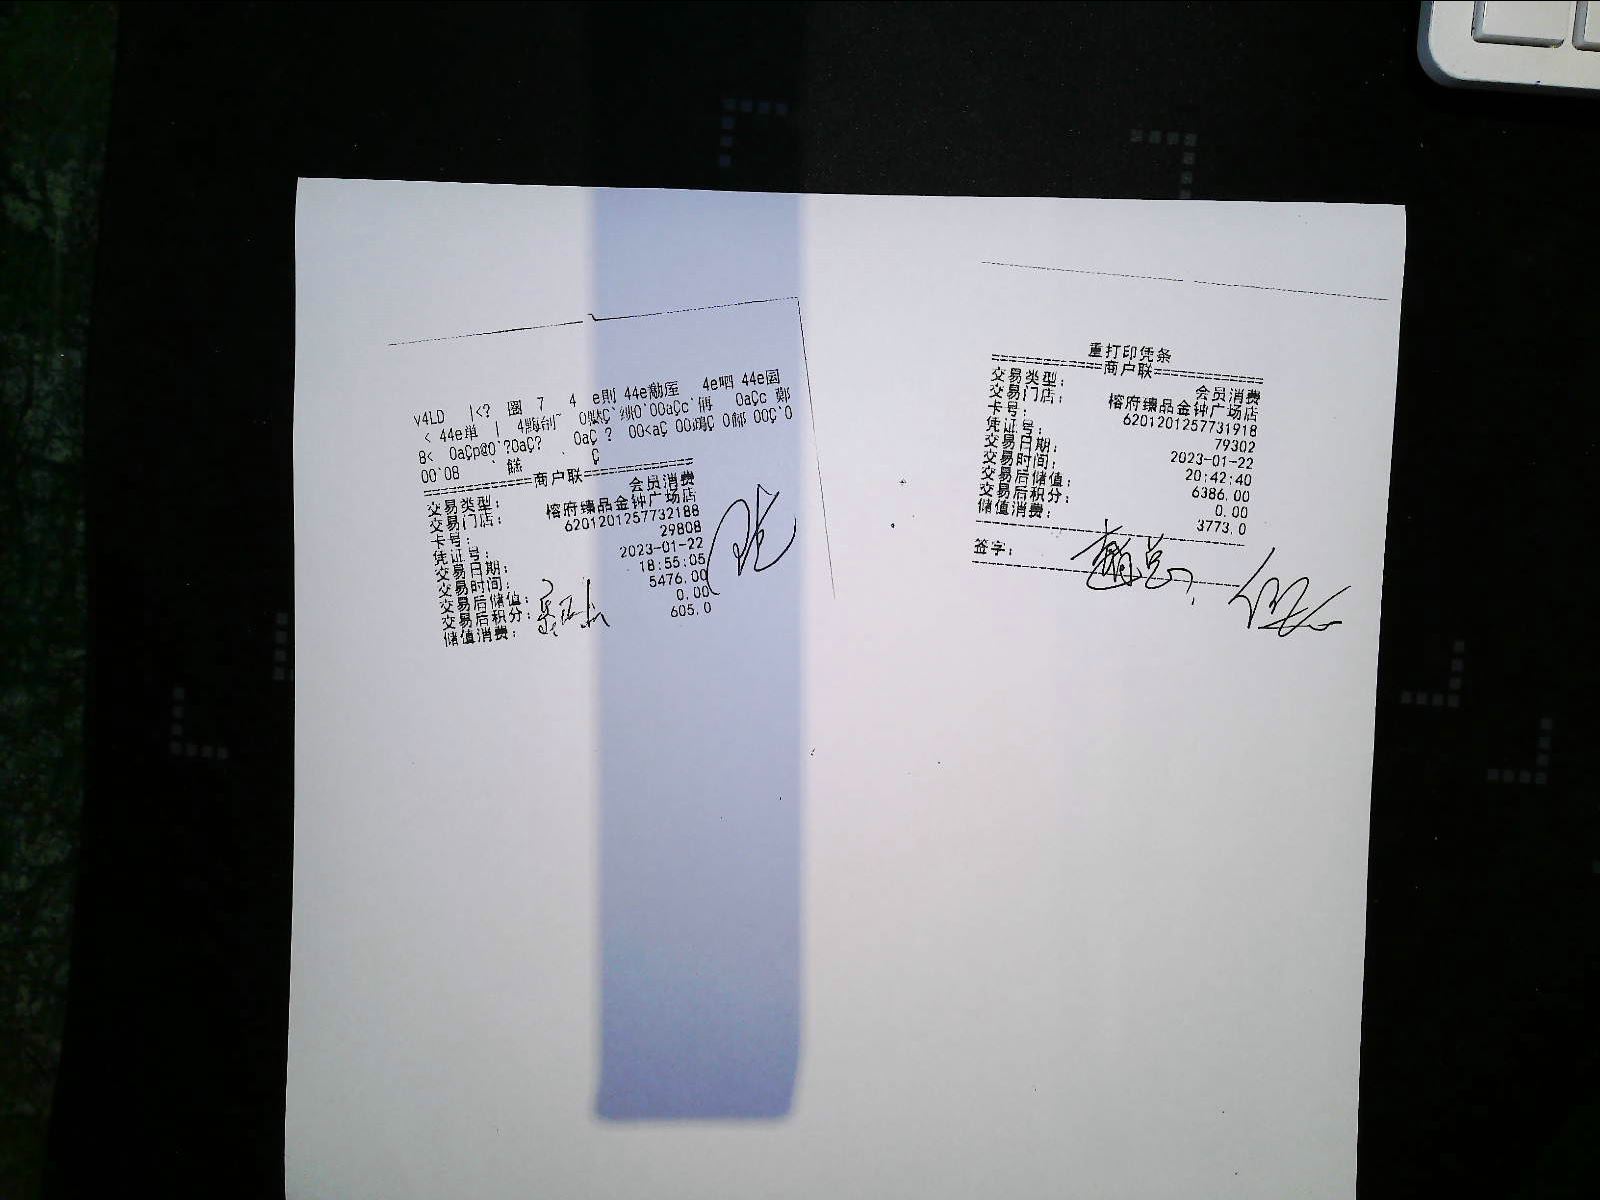 商户联
交易类型： 会员消费
交易门店： 榕府臻品金钟广场店
卡号： 6201201257732188
凭证号： 29808
交易日期： 2023-01-22
交易时间： 18:55:05
交易后储值： 5476.00
交易后积分： 0.00
储值消费： 605.0
重打印凭条
商户联
交易类型： 会员消费
交易门店： 榕府臻品金钟广场店
卡号： 6201201257731918
凭证号： 79302
交易日期： 2023-01-22
交易时间： 20:42:40
交易后储值： 6386.00
交易后积分： 0.00
储值消费： 3773.0
签字：